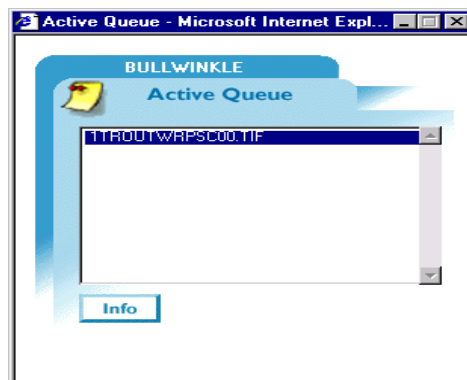 Active Queue - Microsoft Internet Expl...
BULLWINKLE
Active Queue
1TROUTWRPSC00.TIF
Info